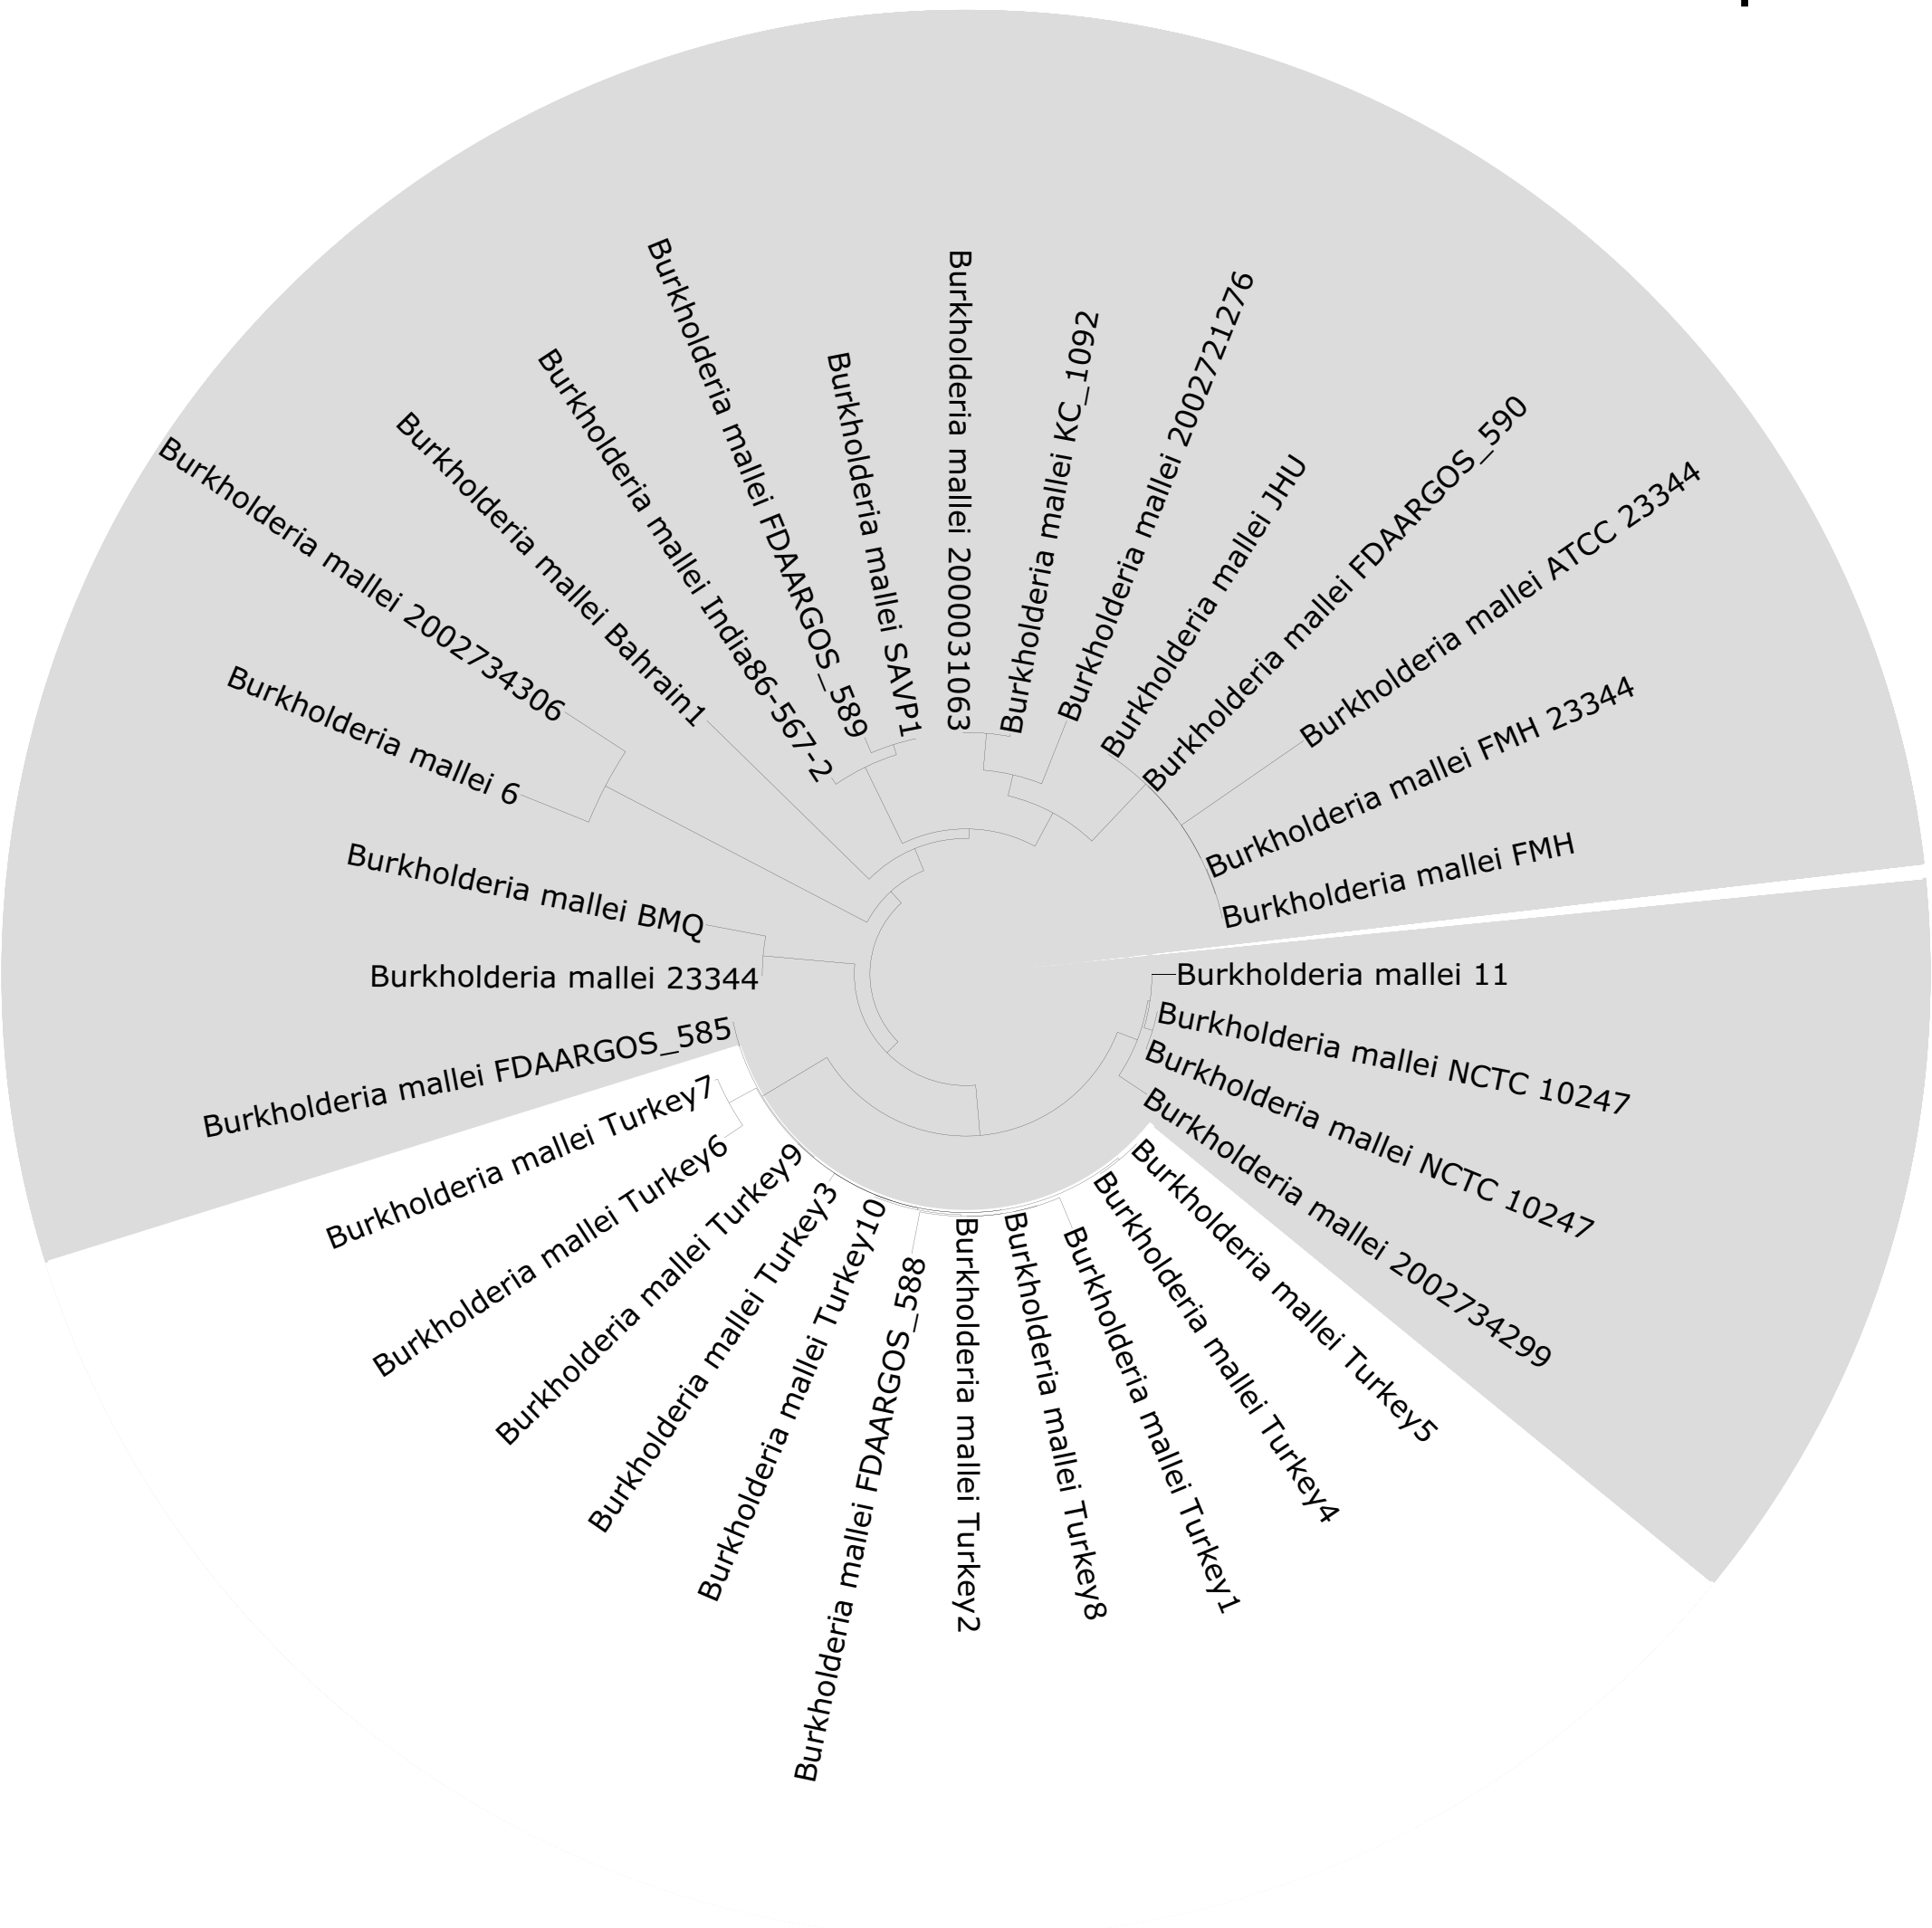 Burkholderia mallei 2000031063
Burkholderia mallei KC_1092
Burkholderia mallei 2002721276
Burkholderia mallei JHU
Burkholderia mallei FDAARGOS_590
Burkholderia mallei ATCC 23344
Burkholderia mallei FMH 23344
Burkholderia mallei FMH
Burkholderia mallei 11
Burkholderia mallei NCTC 10247
Burkholderia mallei NCTC 10247
Burkholderia mallei 2002734299
Burkholderia mallei Turkey5
Burkholderia mallei Turkey4
Burkholderia mallei Turkey1
Burkholderia mallei Turkey8
Burkholderia mallei Turkey2
Burkholderia mallei FDAARGOS_588
Burkholderia mallei Turkey10
Burkholderia mallei Turkey3
Burkholderia mallei Turkey9
Burkholderia mallei Turkey6
Burkholderia mallei Turkey7
Burkholderia mallei FDAARGOS_585
Burkholderia mallei 23344
Burkholderia mallei BMQ
Burkholderia mallei 6
Burkholderia mallei 2002734306
Burkholderia mallei Bahrain1
Burkholderia mallei India86-567-2
Burkholderia mallei FDAARGOS_589
Burkholderia mallei SAVP1